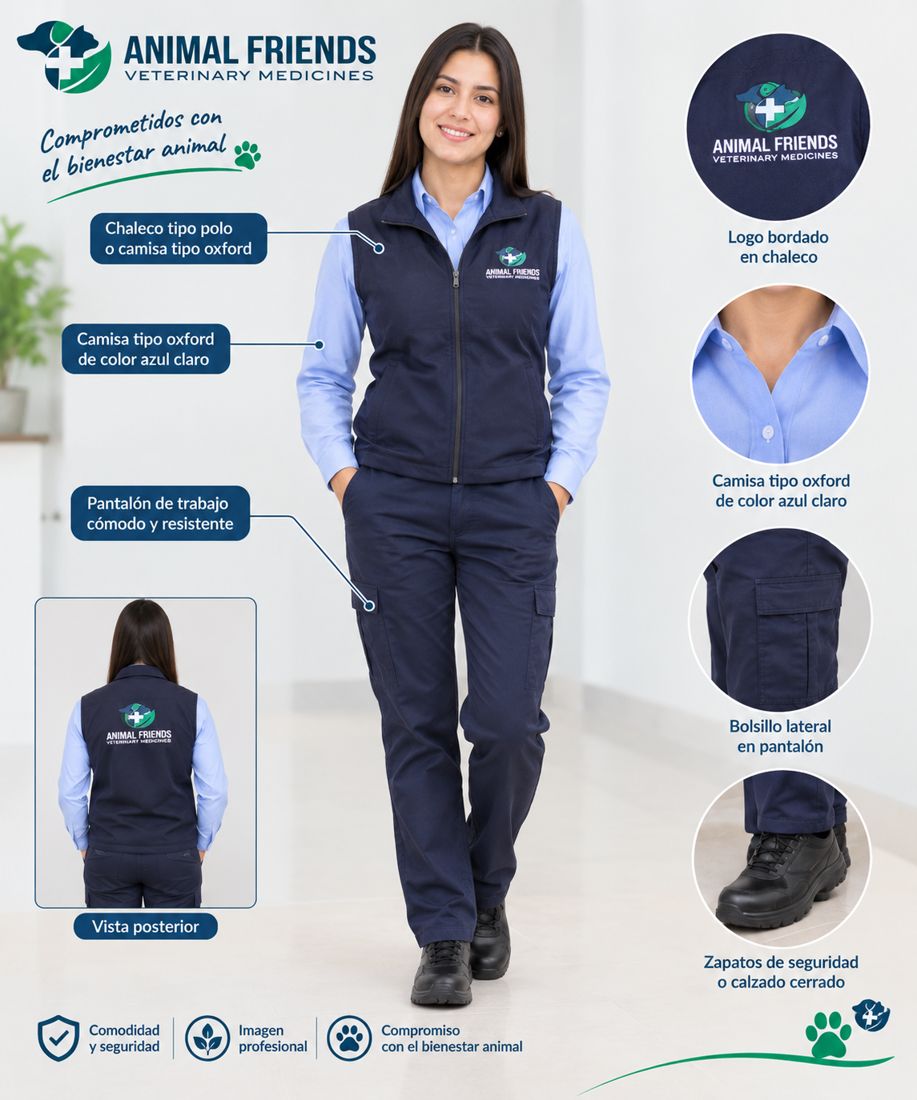 ANIMAL FRIENDS
VETERINARY MEDICINES
Comprometidos con
el bienestar animal
Chaleco tipo polo
o camisa tipo oxford
Camisa tipo oxford
de color azul claro
Pantalón de trabajo
cómodo y resistente
ANIMAL FRIENDS
VETERINARY MEDICINES
ANIMAL FRIENDS
VETERINARY MEDICINES
Logo bordado
en chaleco
Camisa tipo oxford
de color azul claro
Bolsillo lateral
en pantalón
Zapatos de seguridad
o calzado cerrado
ANIMAL FRIENDS
VETERINARY MEDICINES
Vista posterior
Comodidad
y seguridad
Imagen
profesional
Compromiso
con el bienestar animal